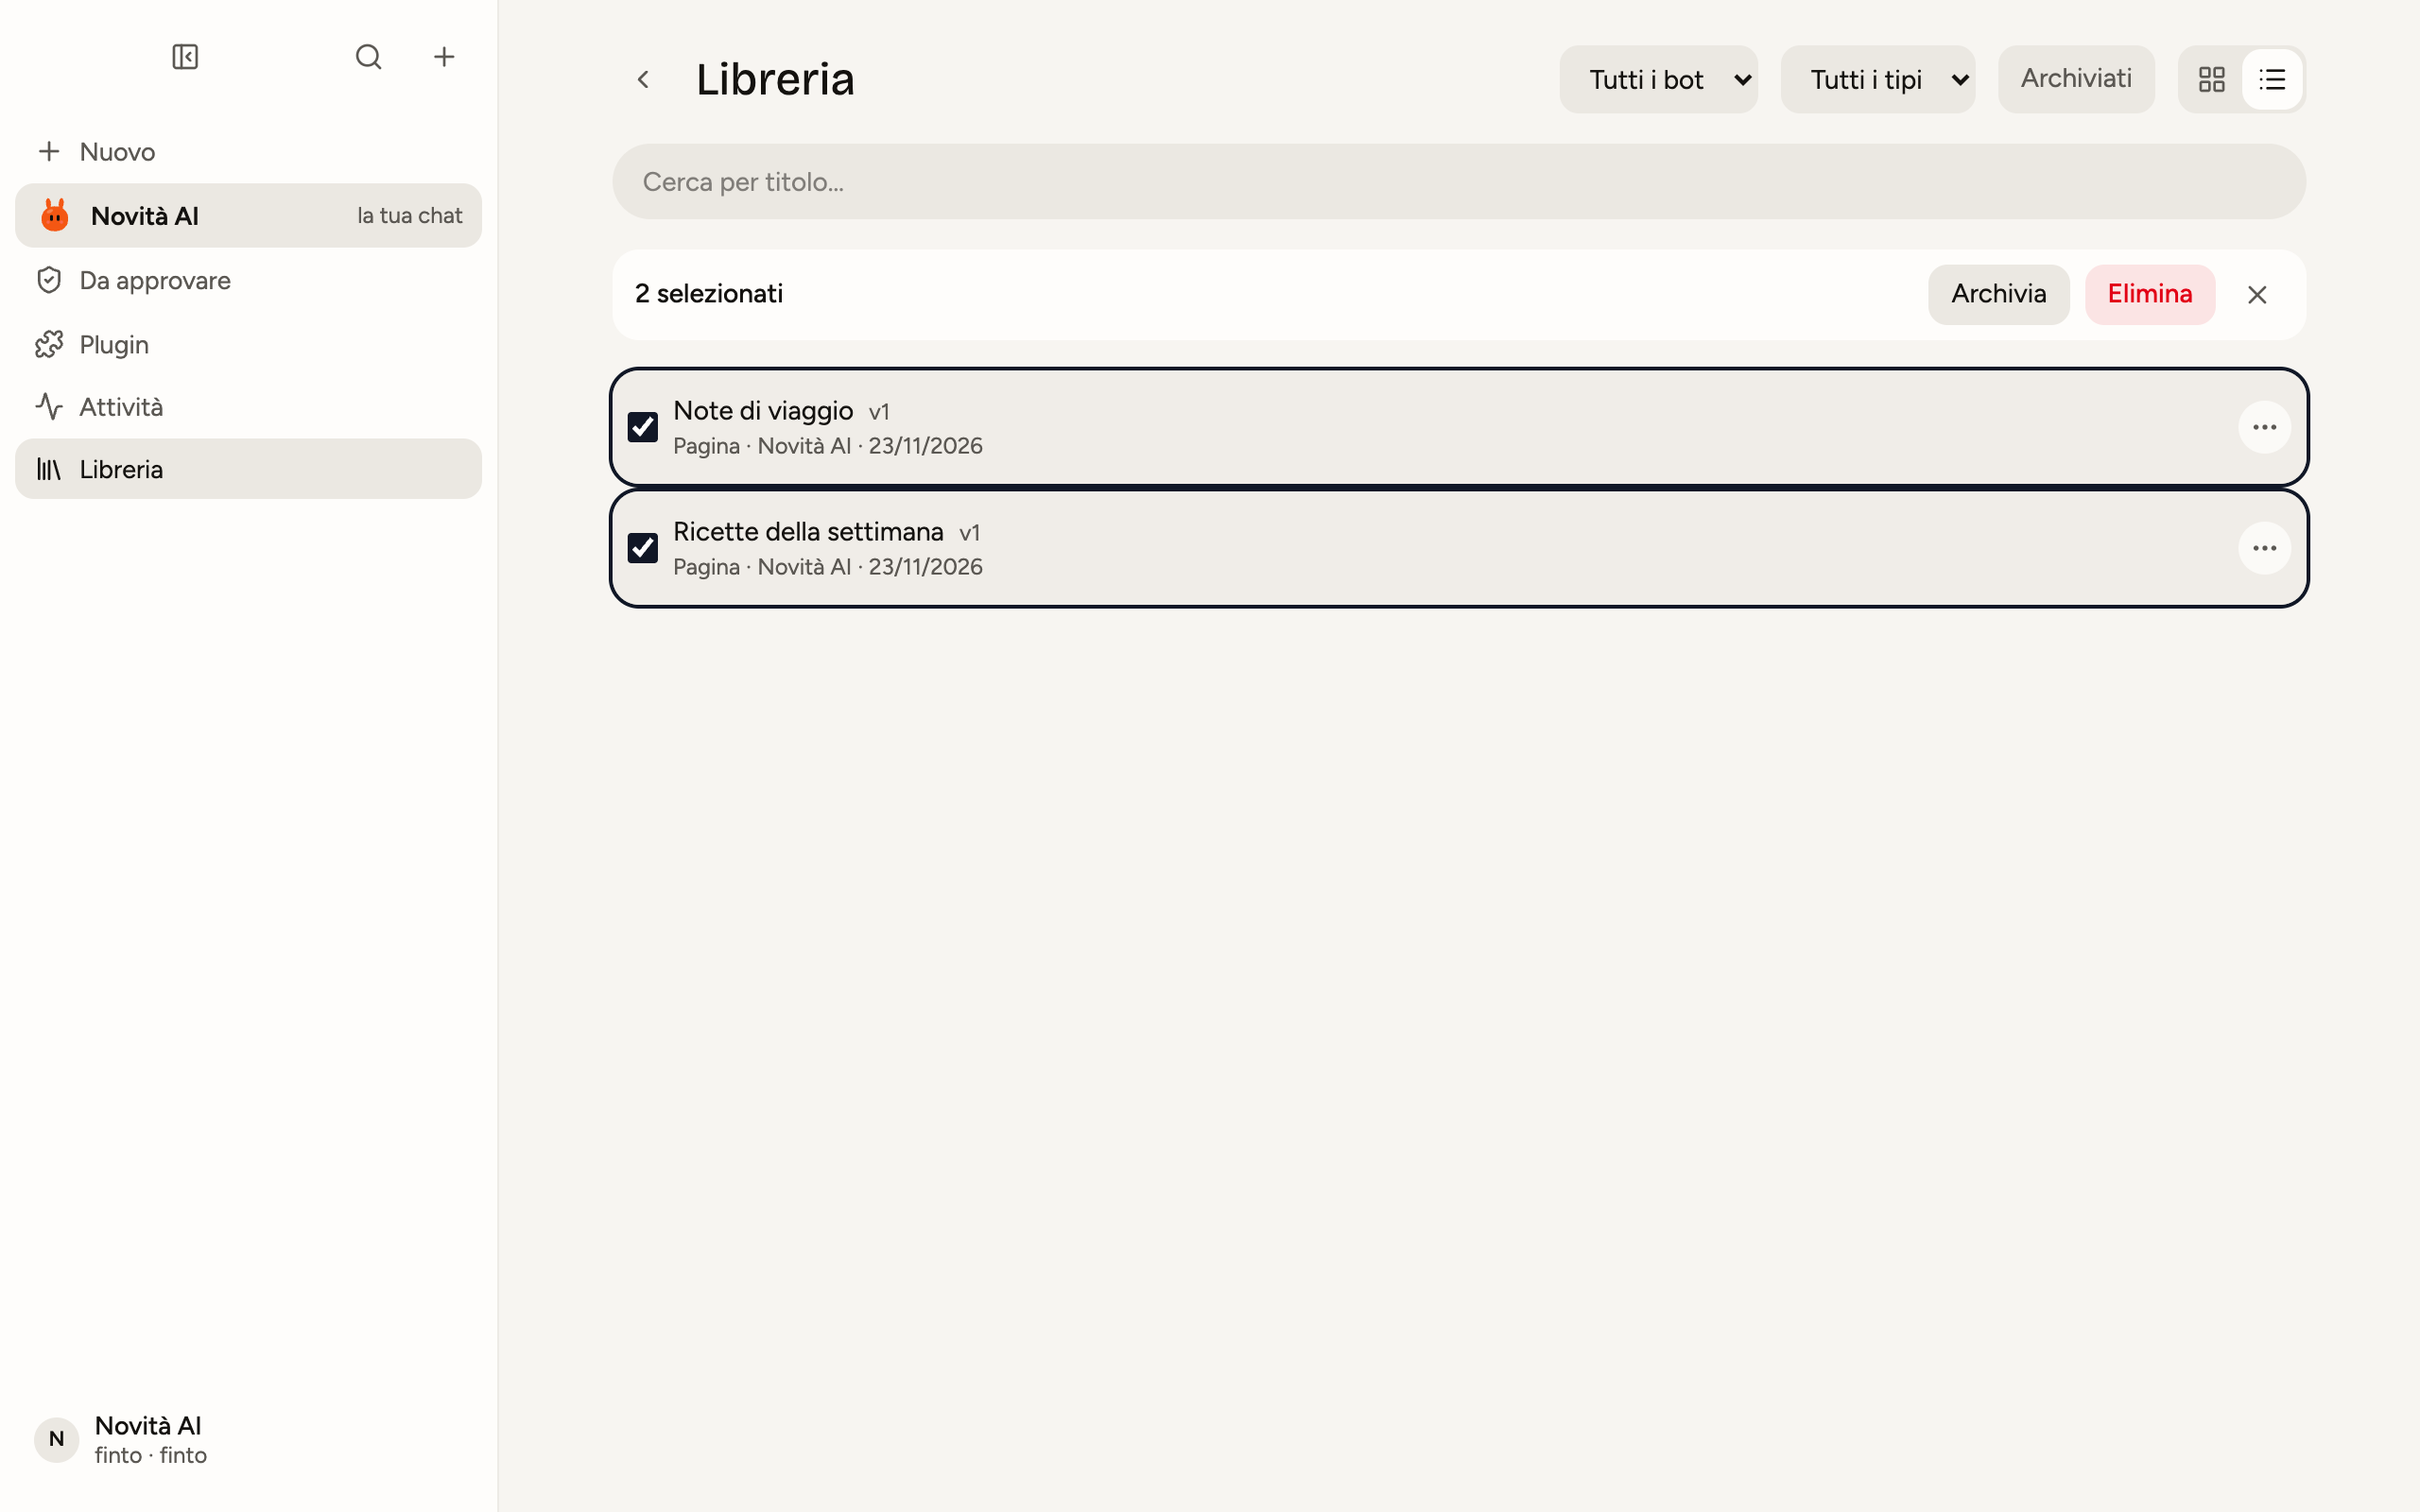 Nuovo
Novità AI la tua chat
Da approvare
Plugin
Attività
Libreria
N
Novità AI
finto · finto
Libreria
Tutti i bot
Tutti i tipi
Archiviati
Cerca per titolo...
2 selezionati
Archivia
Elimina
Note di viaggio v1
Pagina · Novità AI · 23/11/2026
Ricette della settimana v1
Pagina · Novità AI · 23/11/2026